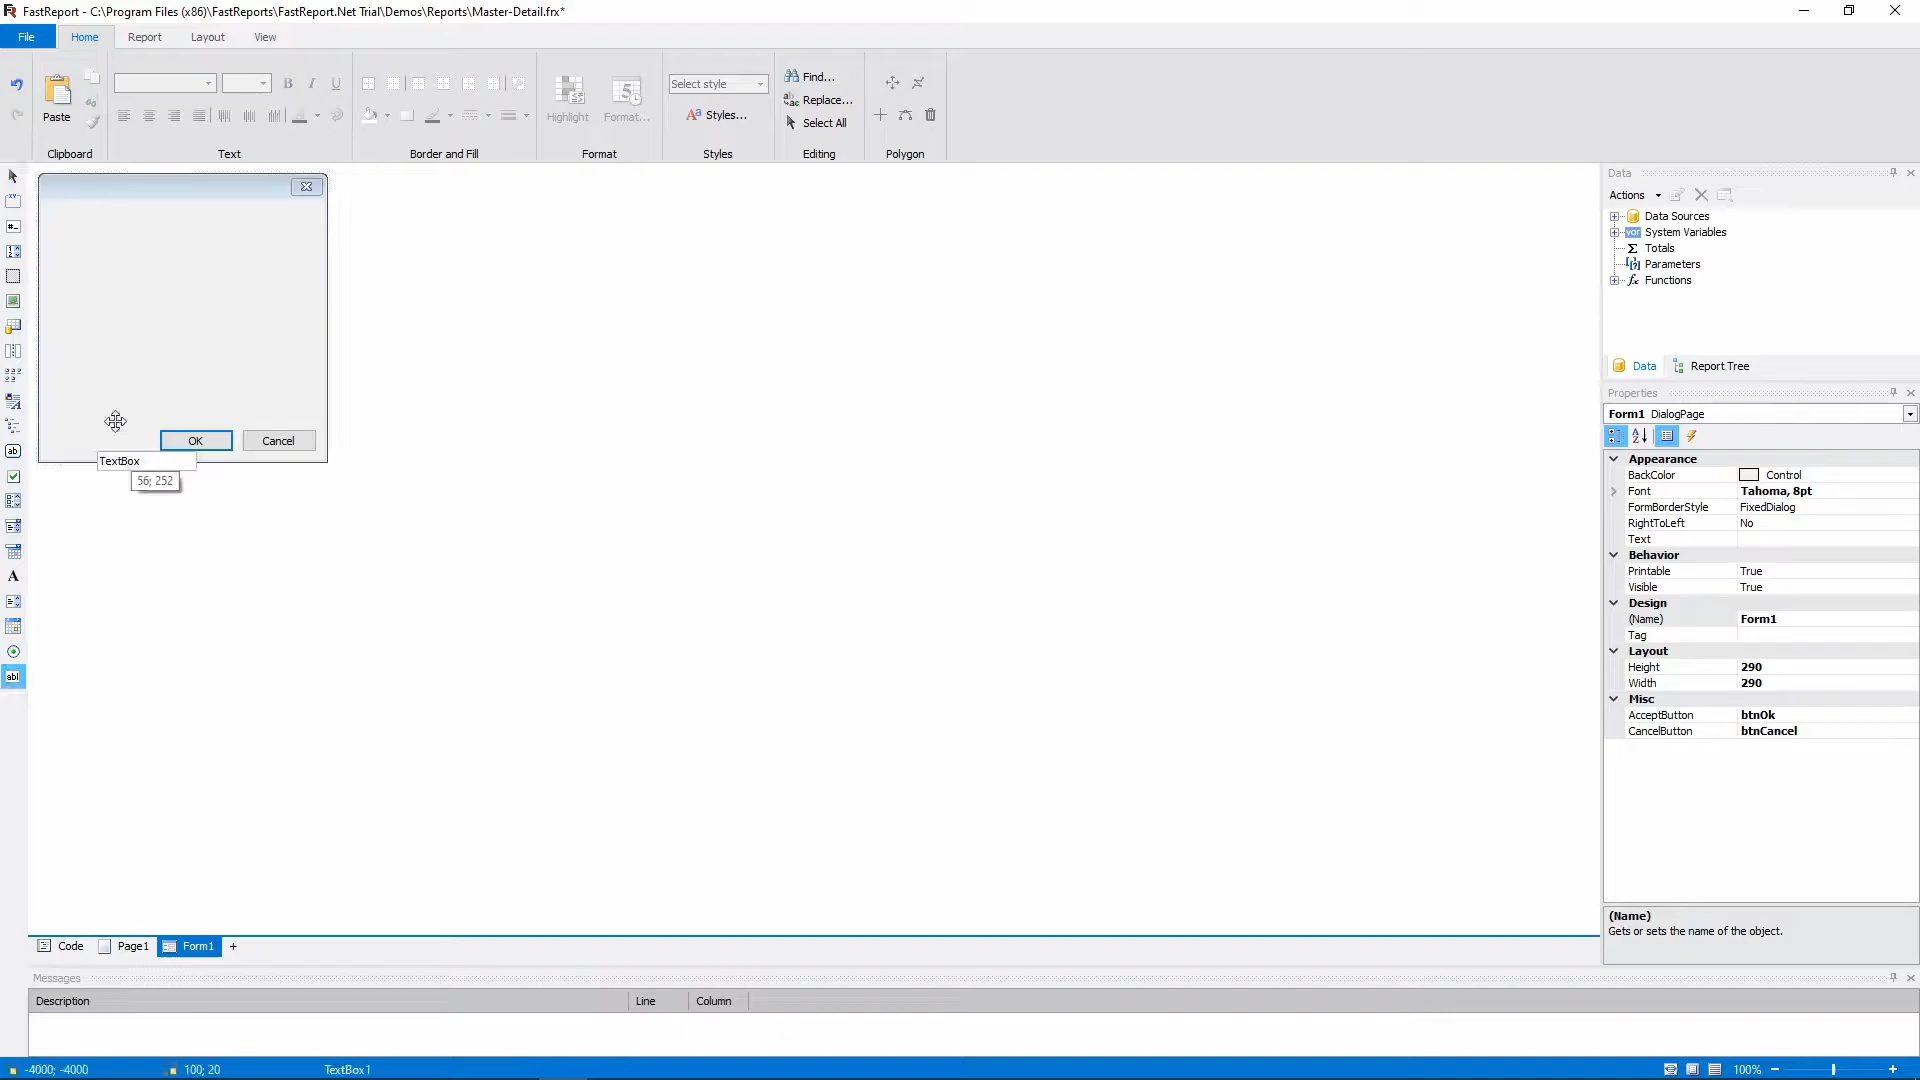 FastReport - C:\Program Files (x86)\FastReports\FastReport.Net Trial\Demos\Reports\Master-Detail.frx*
File Home Report Layout View
Paste
B I U
Highlight
Format...
Select style
Styles...
Find...
Replace...
Select All
Clipboard Text Border and Fill Format Styles Editing Polygon
OK Cancel
TextBox
56; 252
Data
Actions
Data Sources
System Variables
Totals
Parameters
Functions
Data Report Tree
Properties
Form1 DialogPage
Appearance
BackColor Control
Font Tahoma, 8pt
FormBorderStyle FixedDialog
RightToLeft No
Text
Behavior
Printable True
Visible True
Design
(Name) Form1
Tag
Layout
Height 290
Width 290
Misc
AcceptButton btnOk
CancelButton btnCancel
(Name)
Gets or sets the name of the object.
Code Page1 Form1 +
Messages
Description Line Column
-4000; -4000 100; 20 TextBox1 100%